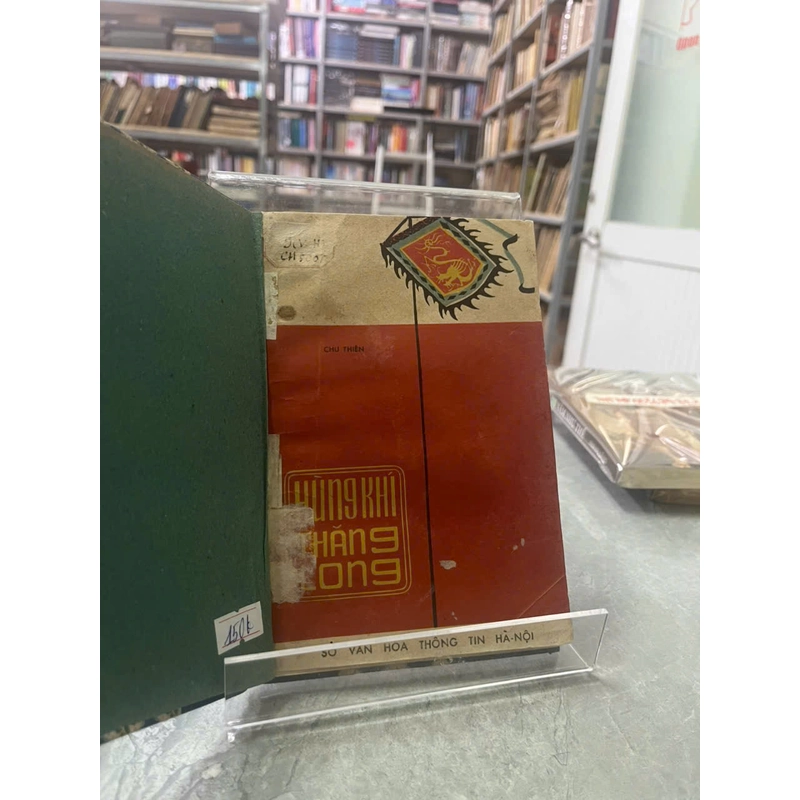 CHU THIÊN
HÙNG KHÍ
THĂNG
LONG
SỞ VĂN HÓA THÔNG TIN HÀ-NỘI
150k